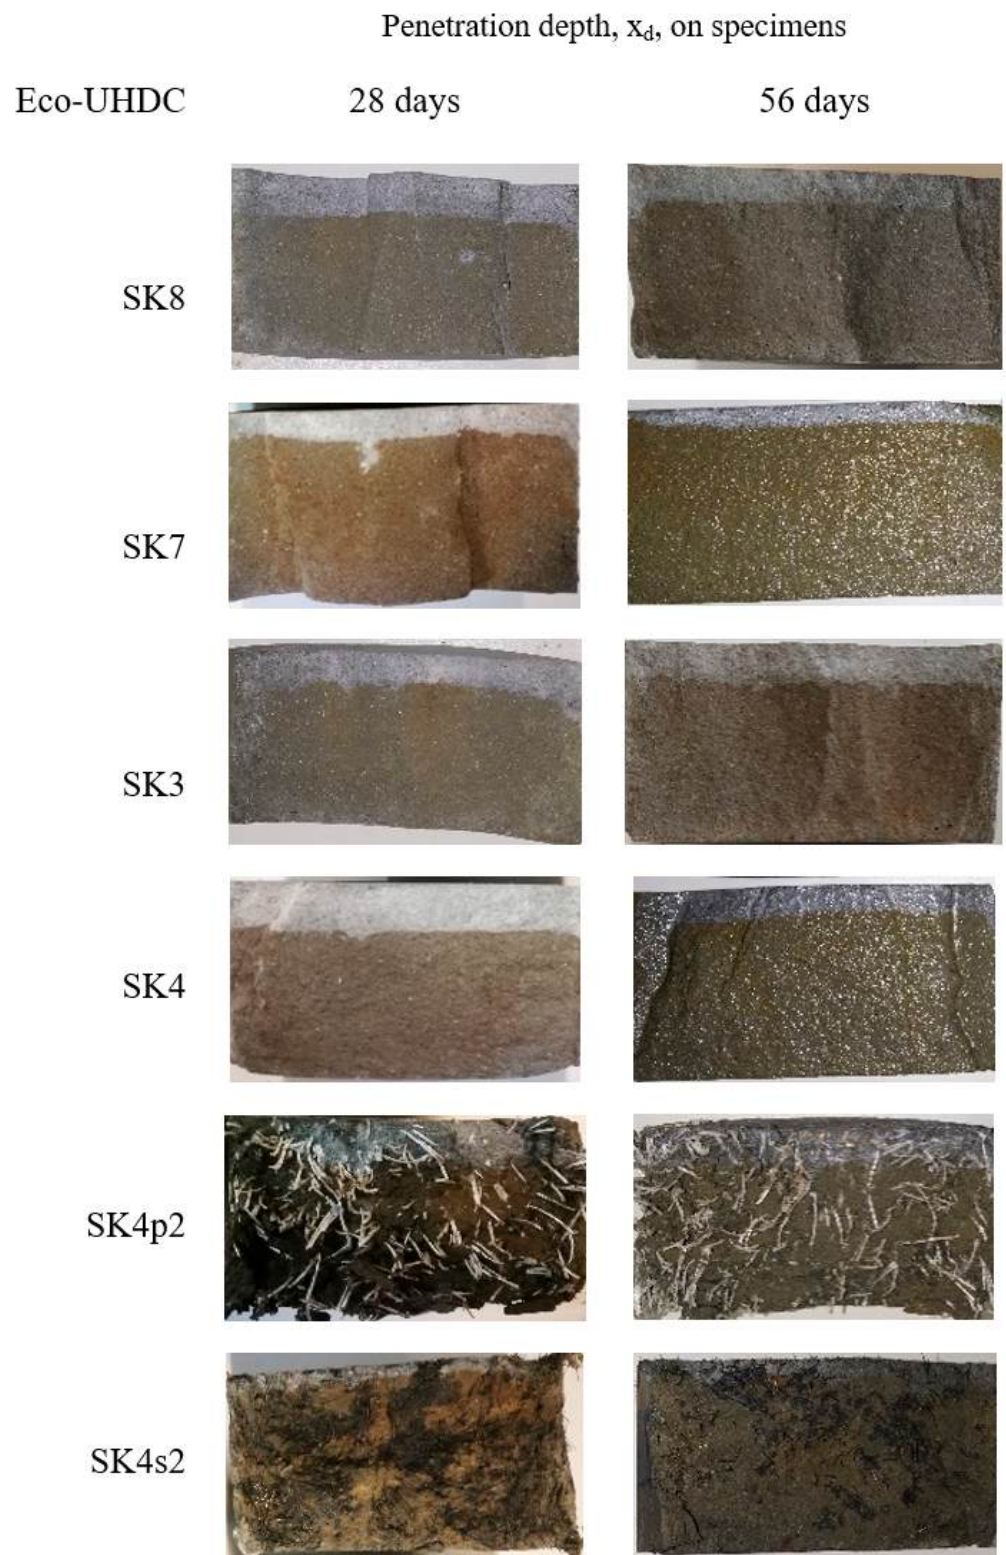 Penetration depth, xd, on specimens
Eco-UHDC 28 days 56 days
SK8
SK7
SK3
SK4
SK4p2
SK4s2